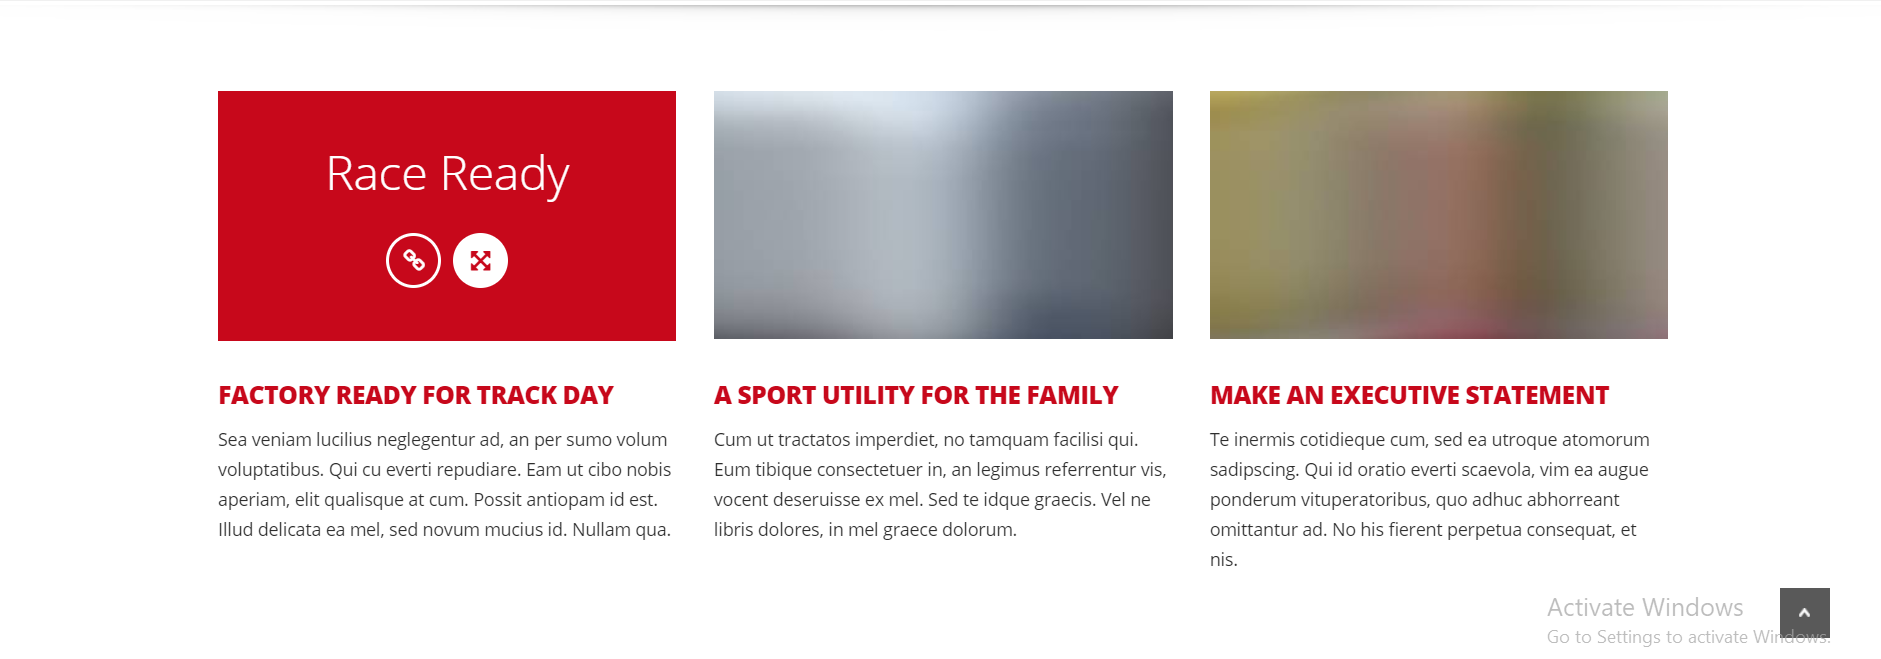 Race Ready
FACTORY READY FOR TRACK DAY
Sea veniam lucilius neglegentur ad, an per sumo volum
voluptatibus. Qui cu everti repudiare. Eam ut cibo nobis
aperiam, elit qualisque at cum. Possit antiopam id est.
Illud delicata ea mel, sed novum mucius id. Nullam qua.
A SPORT UTILITY FOR THE FAMILY
Cum ut tractatos imperdiet, no tamquam facilisi qui.
Eum tibique consectetuer in, an legimus referrentur vis,
vocent deseruisse ex mel. Sed te idque graecis. Vel ne
libris dolores, in mel graece dolorum.
MAKE AN EXECUTIVE STATEMENT
Te inermis cotidieque cum, sed ea utroque atomorum
sadipscing. Qui id oratio everti scaevola, vim ea augue
ponderum vituperatoribus, quo adhuc abhorreant
omittantur ad. No his fierent perpetua consequat, et
nis.
Activate Windows
Go to Settings to activate Windows.